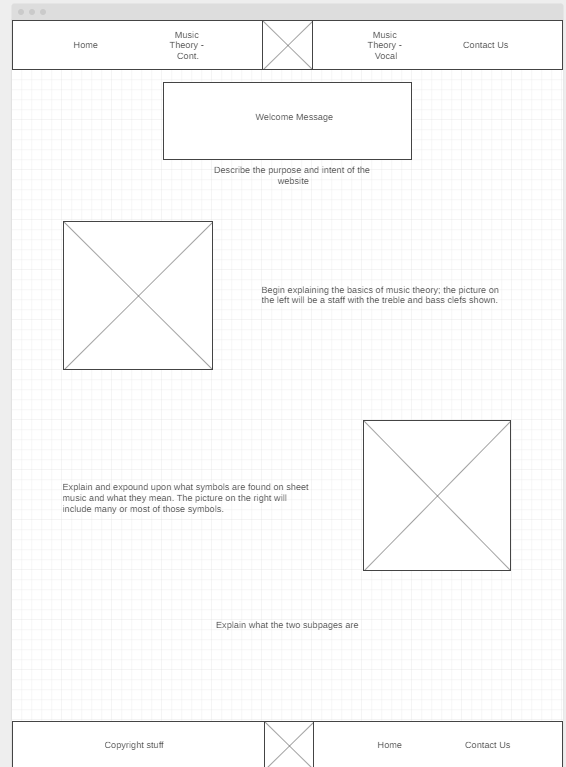 Home
Music
Theory -
Cont.
Music
Theory -
Vocal
Contact Us
Welcome Message
Describe the purpose and intent of the
website
Begin explaining the basics of music theory; the picture on
the left will be a staff with the treble and bass clefs shown.
Explain and expound upon what symbols are found on sheet
music and what they mean. The picture on the right will
include many or most of those symbols.
Explain what the two subpages are
Copyright stuff
Home
Contact Us